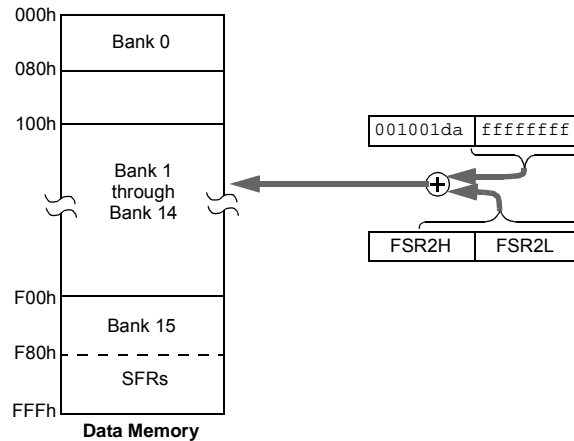 000h
Bank 0
080h
100h
001001da ffffffff
Bank 1
through
Bank 14
FSR2H FSR2L
F00h
Bank 15
F80h
SFRs
FFFh
Data Memory